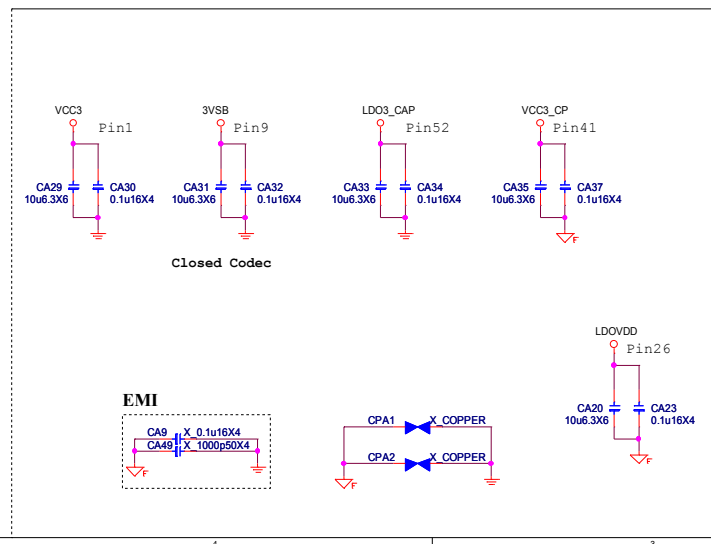 VCC3
Pin1
CA29
10u6.3X6
CA30
0.1u16X4
3VSB
Pin9
CA31
10u6.3X6
CA32
0.1u16X4
LDO3_CAP
Pin52
CA33
10u6.3X6
CA34
0.1u16X4
VCC3_CP
Pin41
CA35
10u6.3X6
CA37
0.1u16X4
F
Closed Codec
LDOVDD
Pin26
CA20
10u6.3X6
CA23
0.1u16X4
F
EMI
CA9 X_0.1u16X4
CA49 X_1000p50X4
F
CPA1 X_COPPER
CPA2 X_COPPER
F